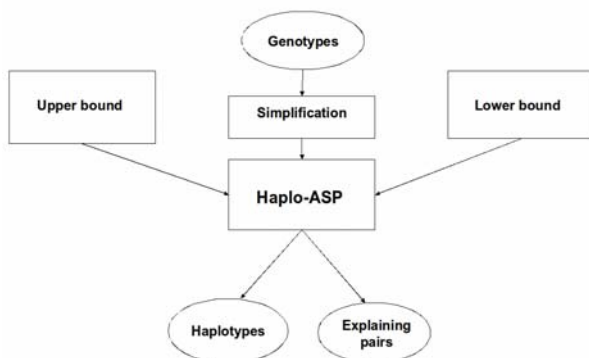 Genotypes
Upper bound
Simplification
Lower bound
Haplo-ASP
Haplotypes
Explaining
pairs